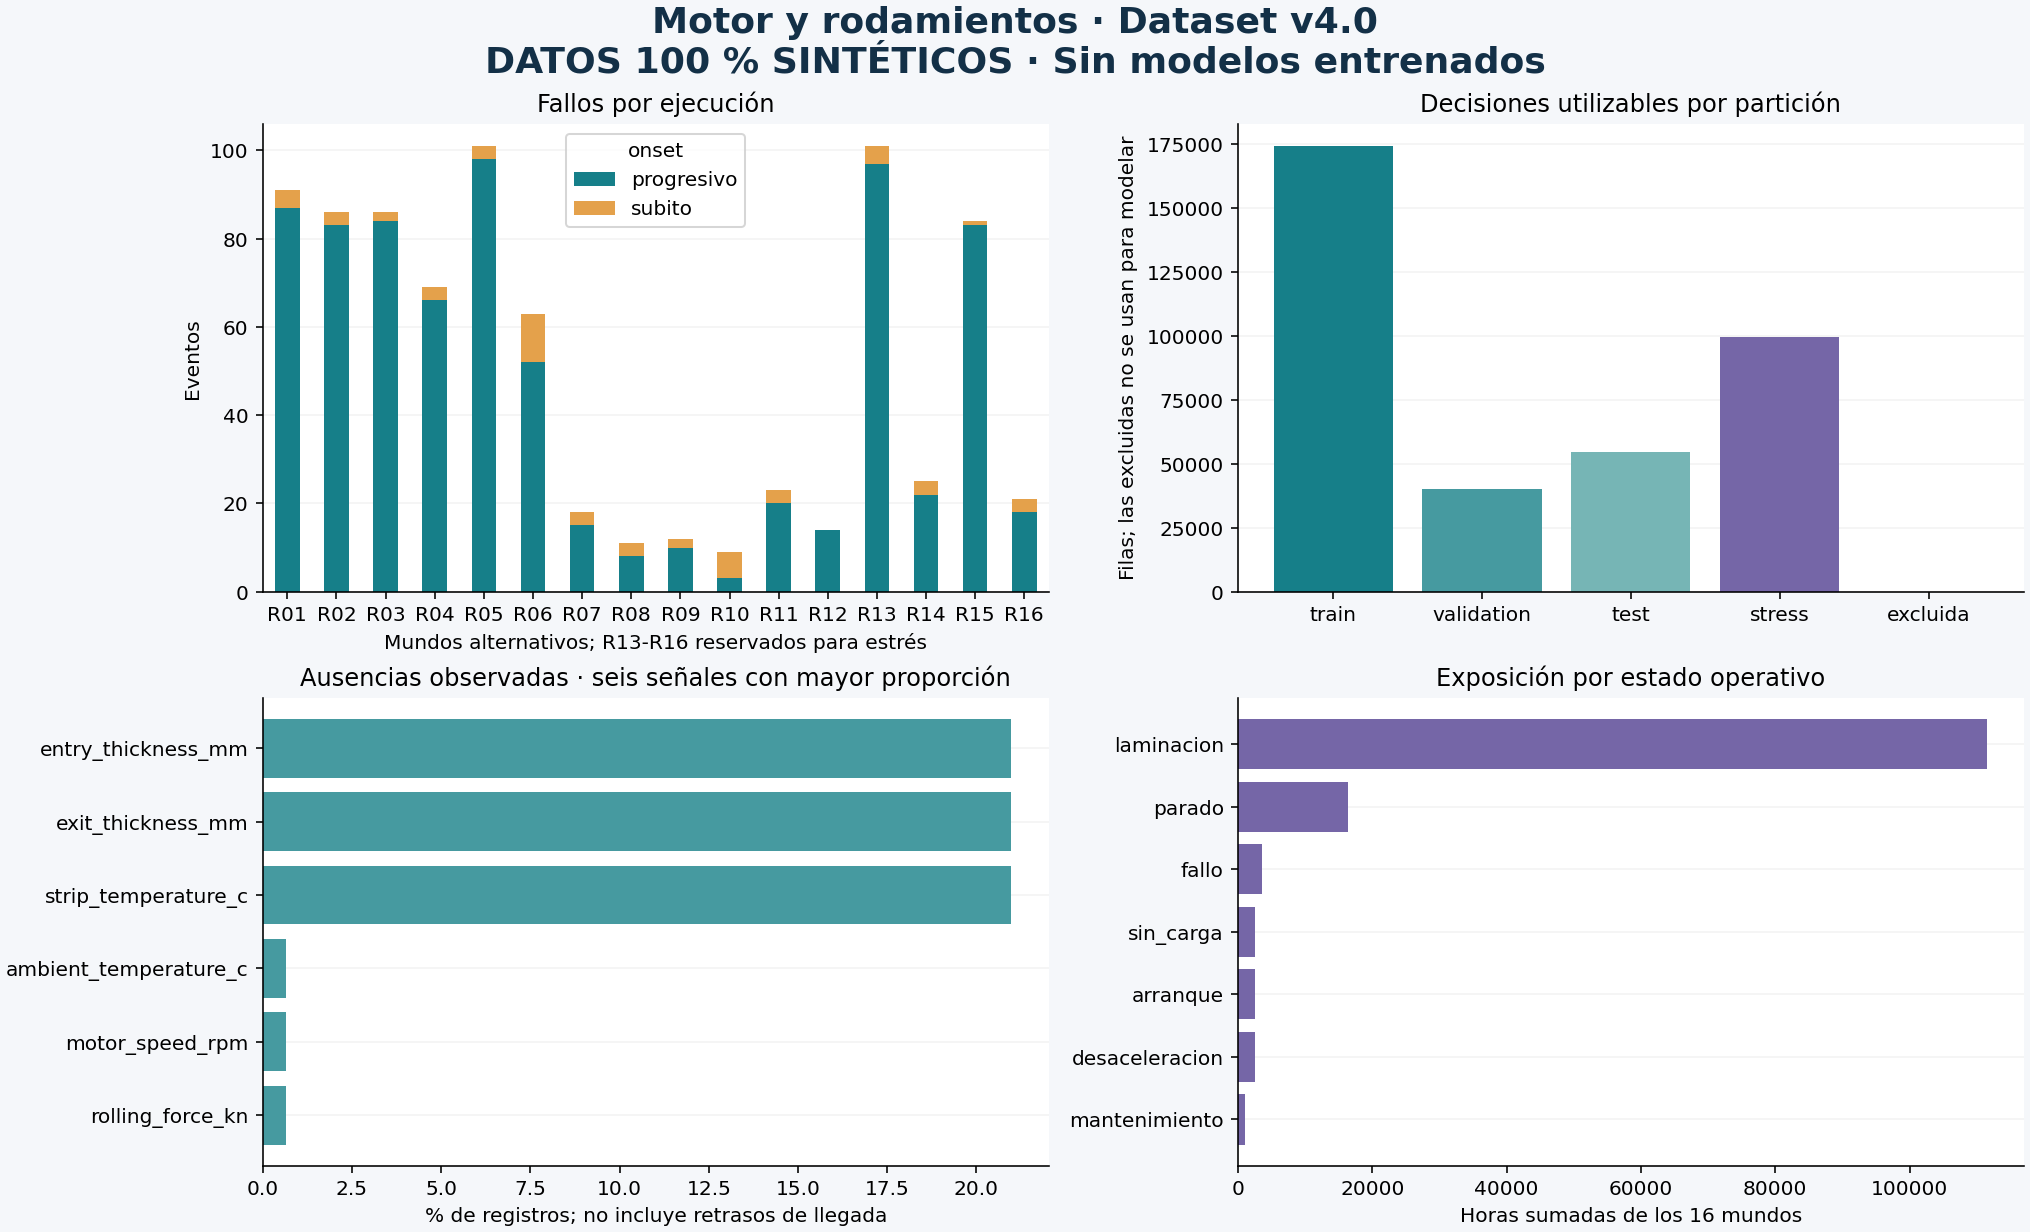 Motor y rodamientos · Dataset v4.0
DATOS 100 % SINTÉTICOS · Sin modelos entrenados
Fallos por ejecución
Eventos
100
80
60
40
20
0
onset
progresivo
subito
R01 R02 R03 R04 R05 R06 R07 R08 R09 R10 R11 R12 R13 R14 R15 R16
Mundos alternativos; R13-R16 reservados para estrés
Decisiones utilizables por partición
Filas; las excluidas no se usan para modelar
175000
150000
125000
100000
75000
50000
25000
0
train validation test stress excluida
Ausencias observadas · seis señales con mayor proporción
entry_thickness_mm
exit_thickness_mm
strip_temperature_c
ambient_temperature_c
motor_speed_rpm
rolling_force_kn
0.0 2.5 5.0 7.5 10.0 12.5 15.0 17.5 20.0
% de registros; no incluye retrasos de llegada
Exposición por estado operativo
laminacion
parado
fallo
sin_carga
arranque
desaceleracion
mantenimiento
0 20000 40000 60000 80000 100000
Horas sumadas de los 16 mundos